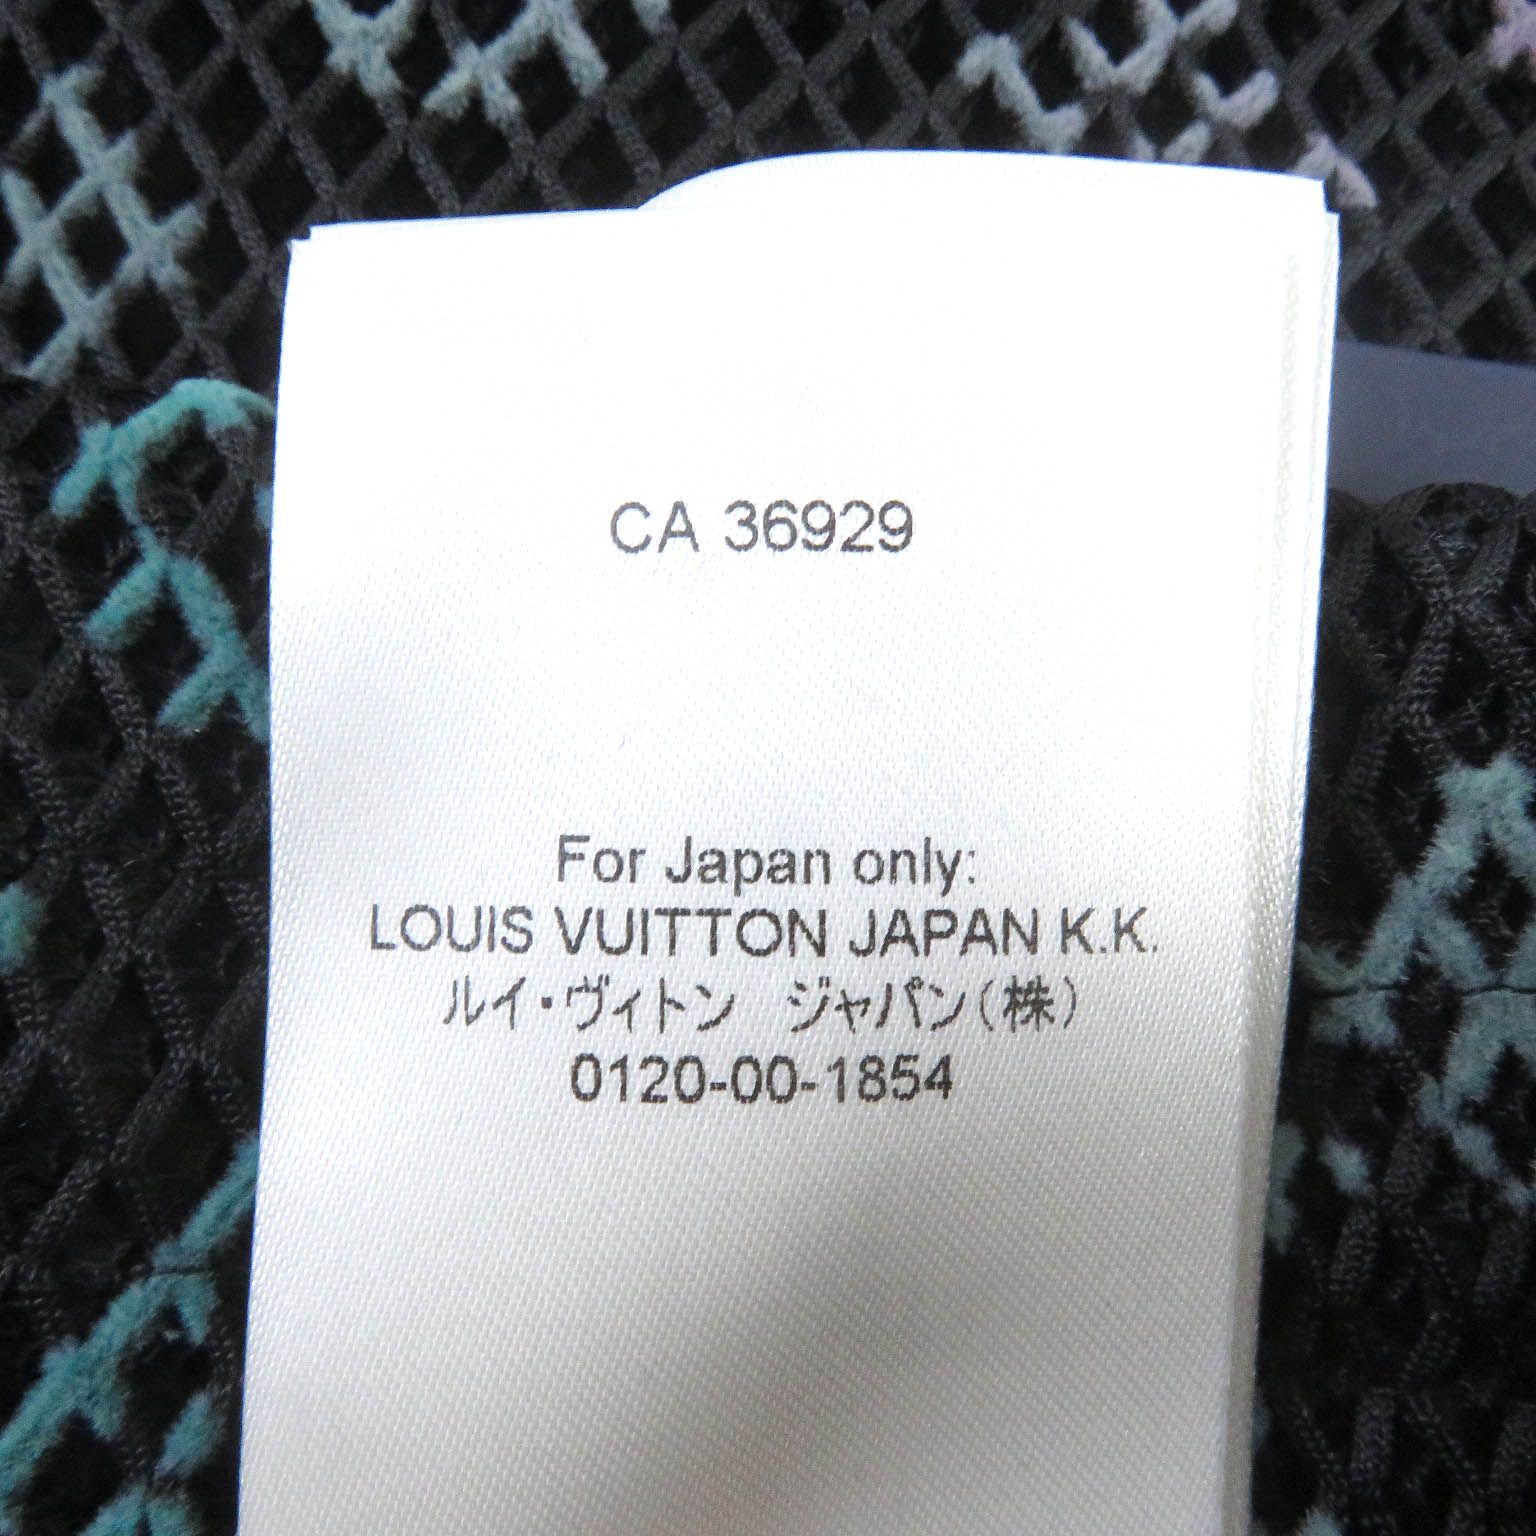 CA 36929
For Japan only:
LOUIS VUITTON JAPAN K.K.
ルイ・ヴィトン　ジャパン(株)
0120-00-1854